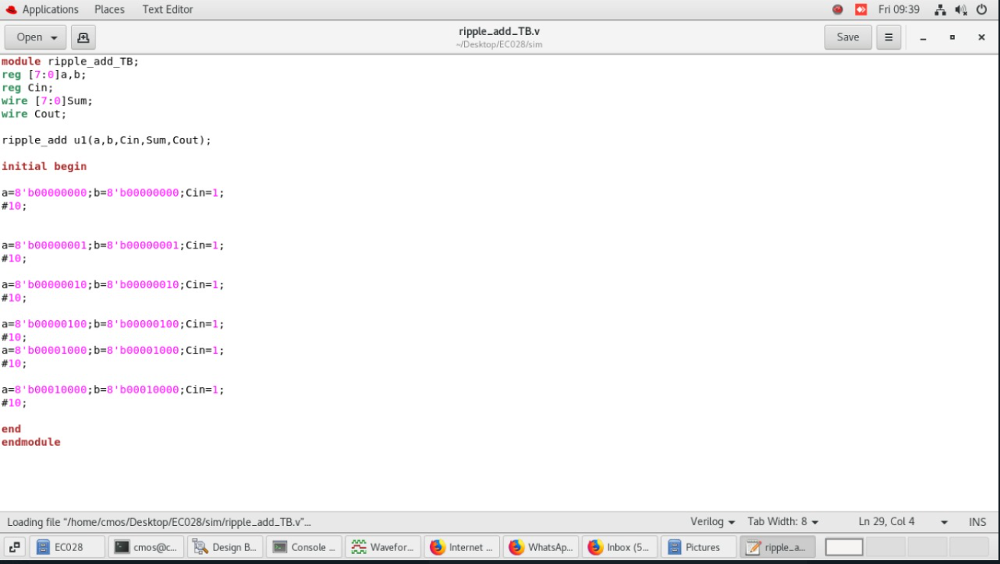 Applications Places Text Editor Fri 09:39
Open ripple_add_TB.v Save
~/Desktop/EC028/sim
module ripple_add_TB;
reg [7:0]a,b;
reg Cin;
wire [7:0]Sum;
wire Cout;
ripple_add u1(a,b,Cin,Sum,Cout);
initial begin
a=8'b00000000;b=8'b00000000;Cin=1;
#10;
a=8'b00000001;b=8'b00000001;Cin=1;
#10;
a=8'b00000010;b=8'b00000010;Cin=1;
#10;
a=8'b00000100;b=8'b00000100;Cin=1;
#10;
a=8'b00001000;b=8'b00001000;Cin=1;
#10;
a=8'b00010000;b=8'b00010000;Cin=1;
#10;
end
endmodule
Loading file "/home/cmos/Desktop/EC028/sim/ripple_add_TB.v"... Verilog Tab Width: 8 Ln 29, Col 4 INS
EC028 cmos@c... Design B... Console ... Wavefor... Internet ... WhatsAp... Inbox (5... Pictures ripple_a...